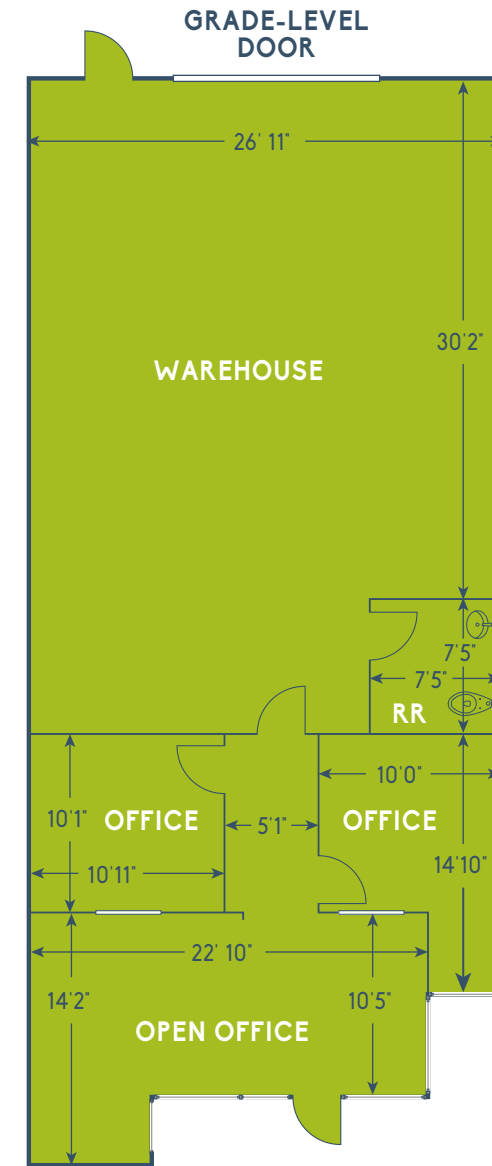 GRADE-LEVEL
DOOR
26' 11"
30'2"
WAREHOUSE
7'5"
7'5"
RR
10'0"
10'1"
OFFICE
5'1"
OFFICE
14'10"
10'11"
22' 10"
14'2"
10'5"
OPEN OFFICE